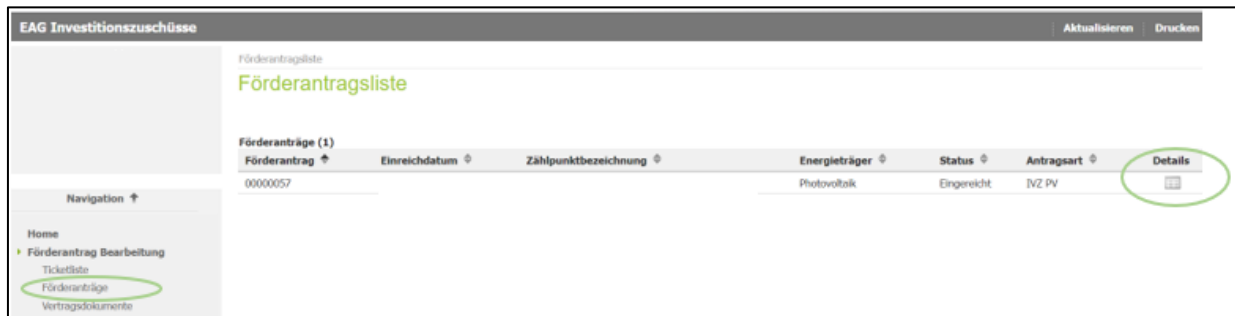 EAG Investitionszuschüsse Aktualisieren Drucken
Förderantragsliste
Förderantragsliste
Förderanträge (1)
Förderantrag Einreichdatum Zählpunktbezeichnung Energieträger Status Antragsart Details
00000057 Photovoltaik Eingereicht IVZ PV
Navigation
Home
Förderantrag Bearbeitung
Ticketliste
Förderanträge
Vertragsdokumente